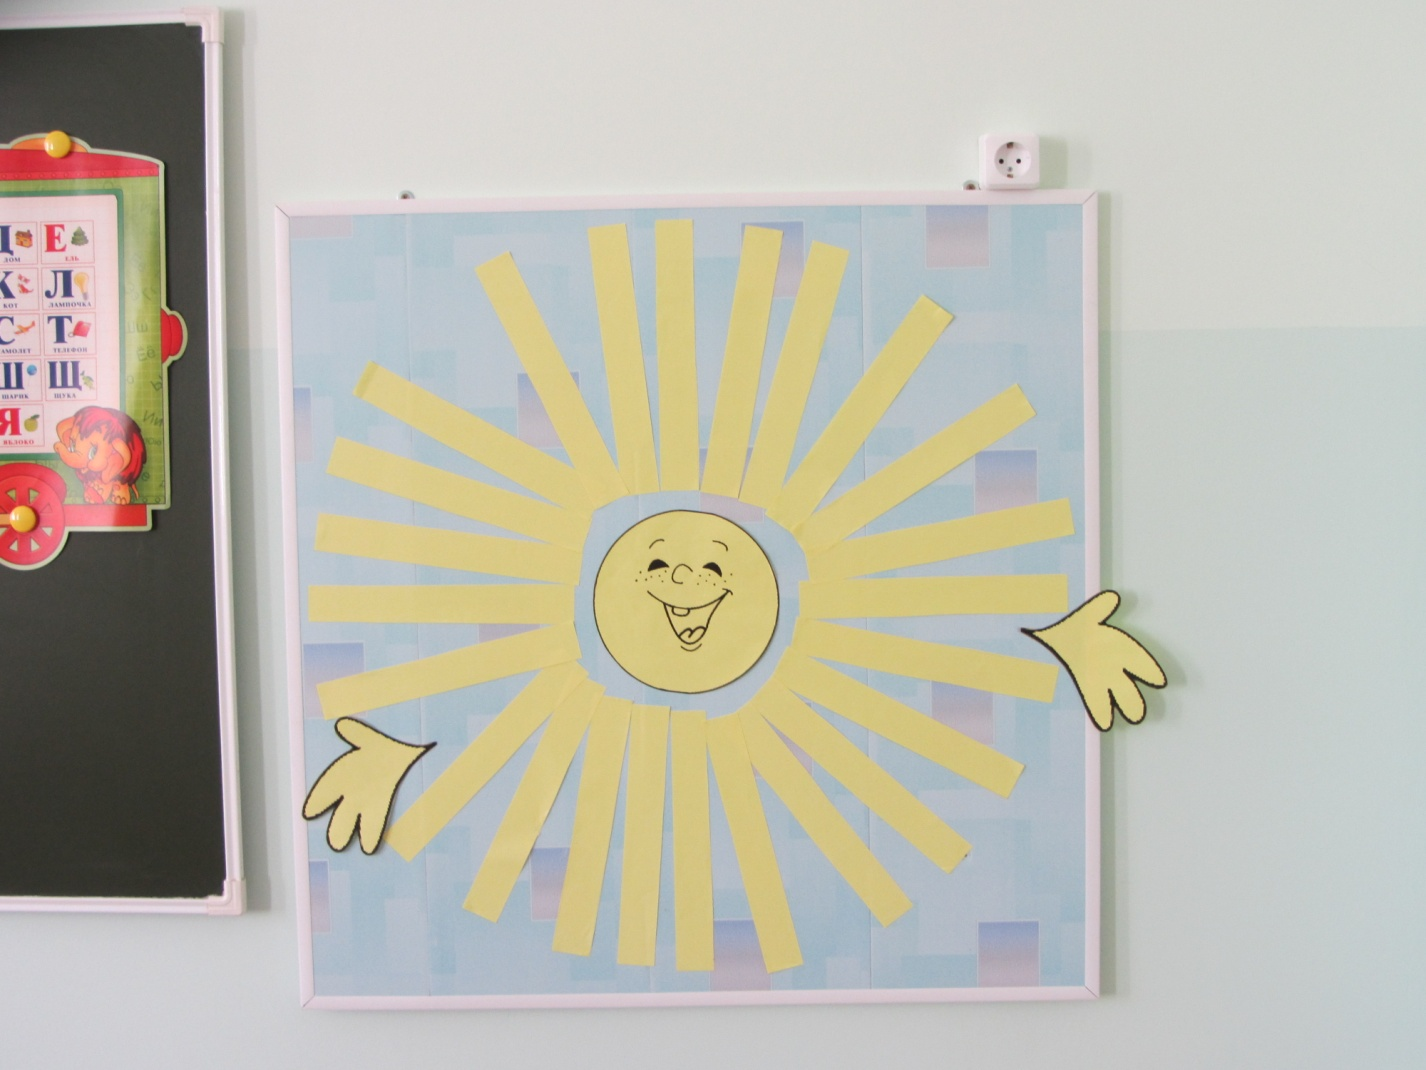 Д Е
ДОМ ЕЛЬ
К Л
КОТ ЛАМПОЧКА
С Т
САМОЛЕТ ТЕЛЕФОН
Ш Щ
ШАРИК ЩУКА
Я
ЯБЛОКО